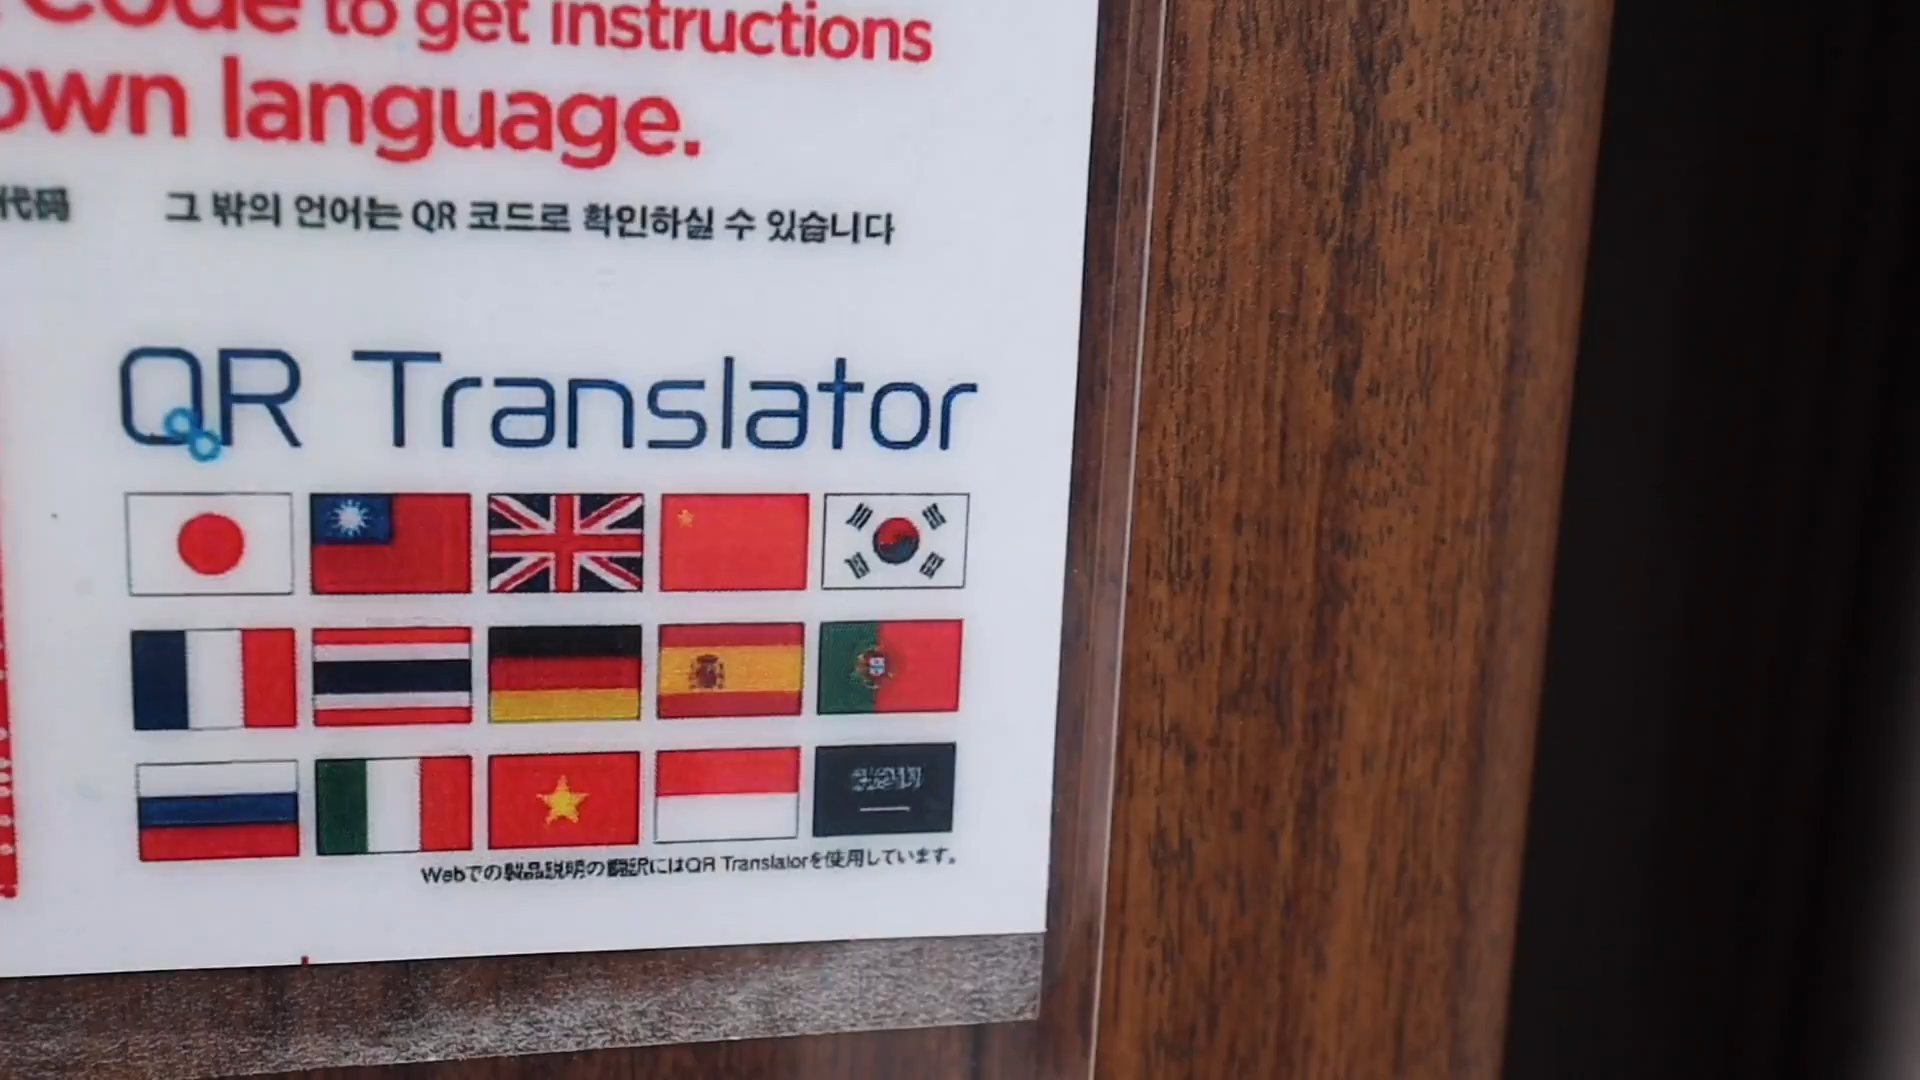 Code to get instructions
own language.
代码 그 밖의 언어는 QR 코드로 확인하실 수 있습니다
QR Translator
Webでの製品説明の翻訳にはQR Translatorを使用しています。